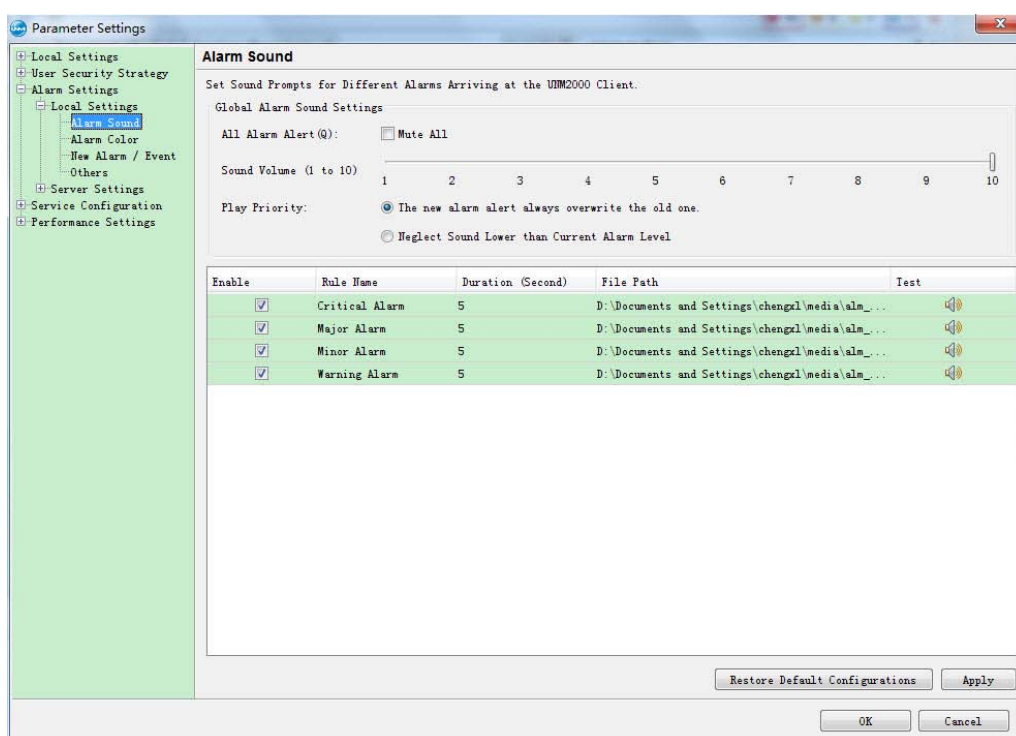 Parameter Settings
Local Settings
User Security Strategy
Alarm Settings
Local Settings
Alarm Sound
Alarm Color
New Alarm / Event
Others
Server Settings
Service Configuration
Performance Settings
Alarm Sound
Set Sound Prompts for Different Alarms Arriving at the UNM2000 Client.
Global Alarm Sound Settings
All Alarm Alert(Q): Mute All
Sound Volume (1 to 10)
1 2 3 4 5 6 7 8 9 10
Play Priority: The new alarm alert always overwrite the old one.
Neglect Sound Lower than Current Alarm Level
Enable Rule Name Duration (Second) File Path Test
Critical Alarm 5 D:\Documents and Settings\chengxl\media\alm_...
Major Alarm 5 D:\Documents and Settings\chengxl\media\alm_...
Minor Alarm 5 D:\Documents and Settings\chengxl\media\alm_...
Warning Alarm 5 D:\Documents and Settings\chengxl\media\alm_...
Restore Default Configurations Apply
OK Cancel